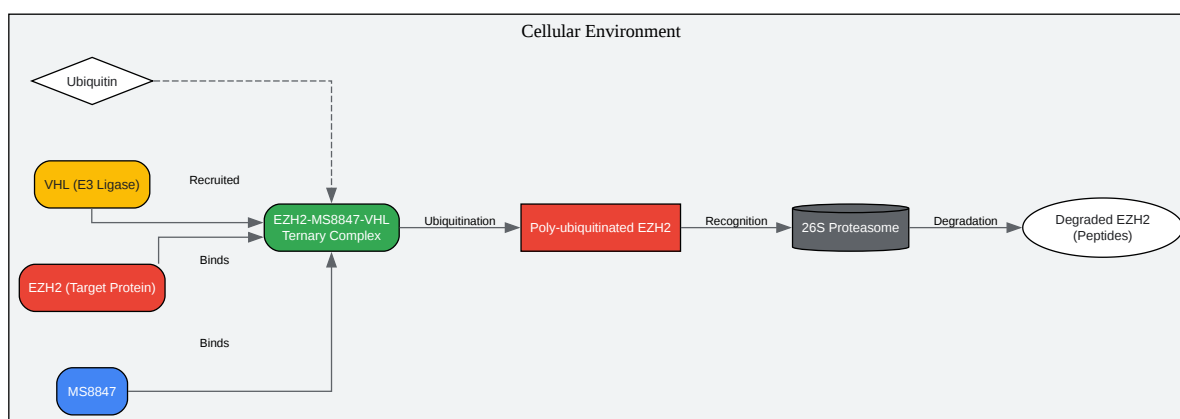 Cellular Environment
Ubiquitin
VHL (E3 Ligase)
Recruited
EZH2-MS8847-VHL
Ternary Complex
Ubiquitination
Poly-ubiquitinated EZH2
Recognition
26S Proteasome
Degradation
Degraded EZH2
(Peptides)
Binds
EZH2 (Target Protein)
Binds
MS8847